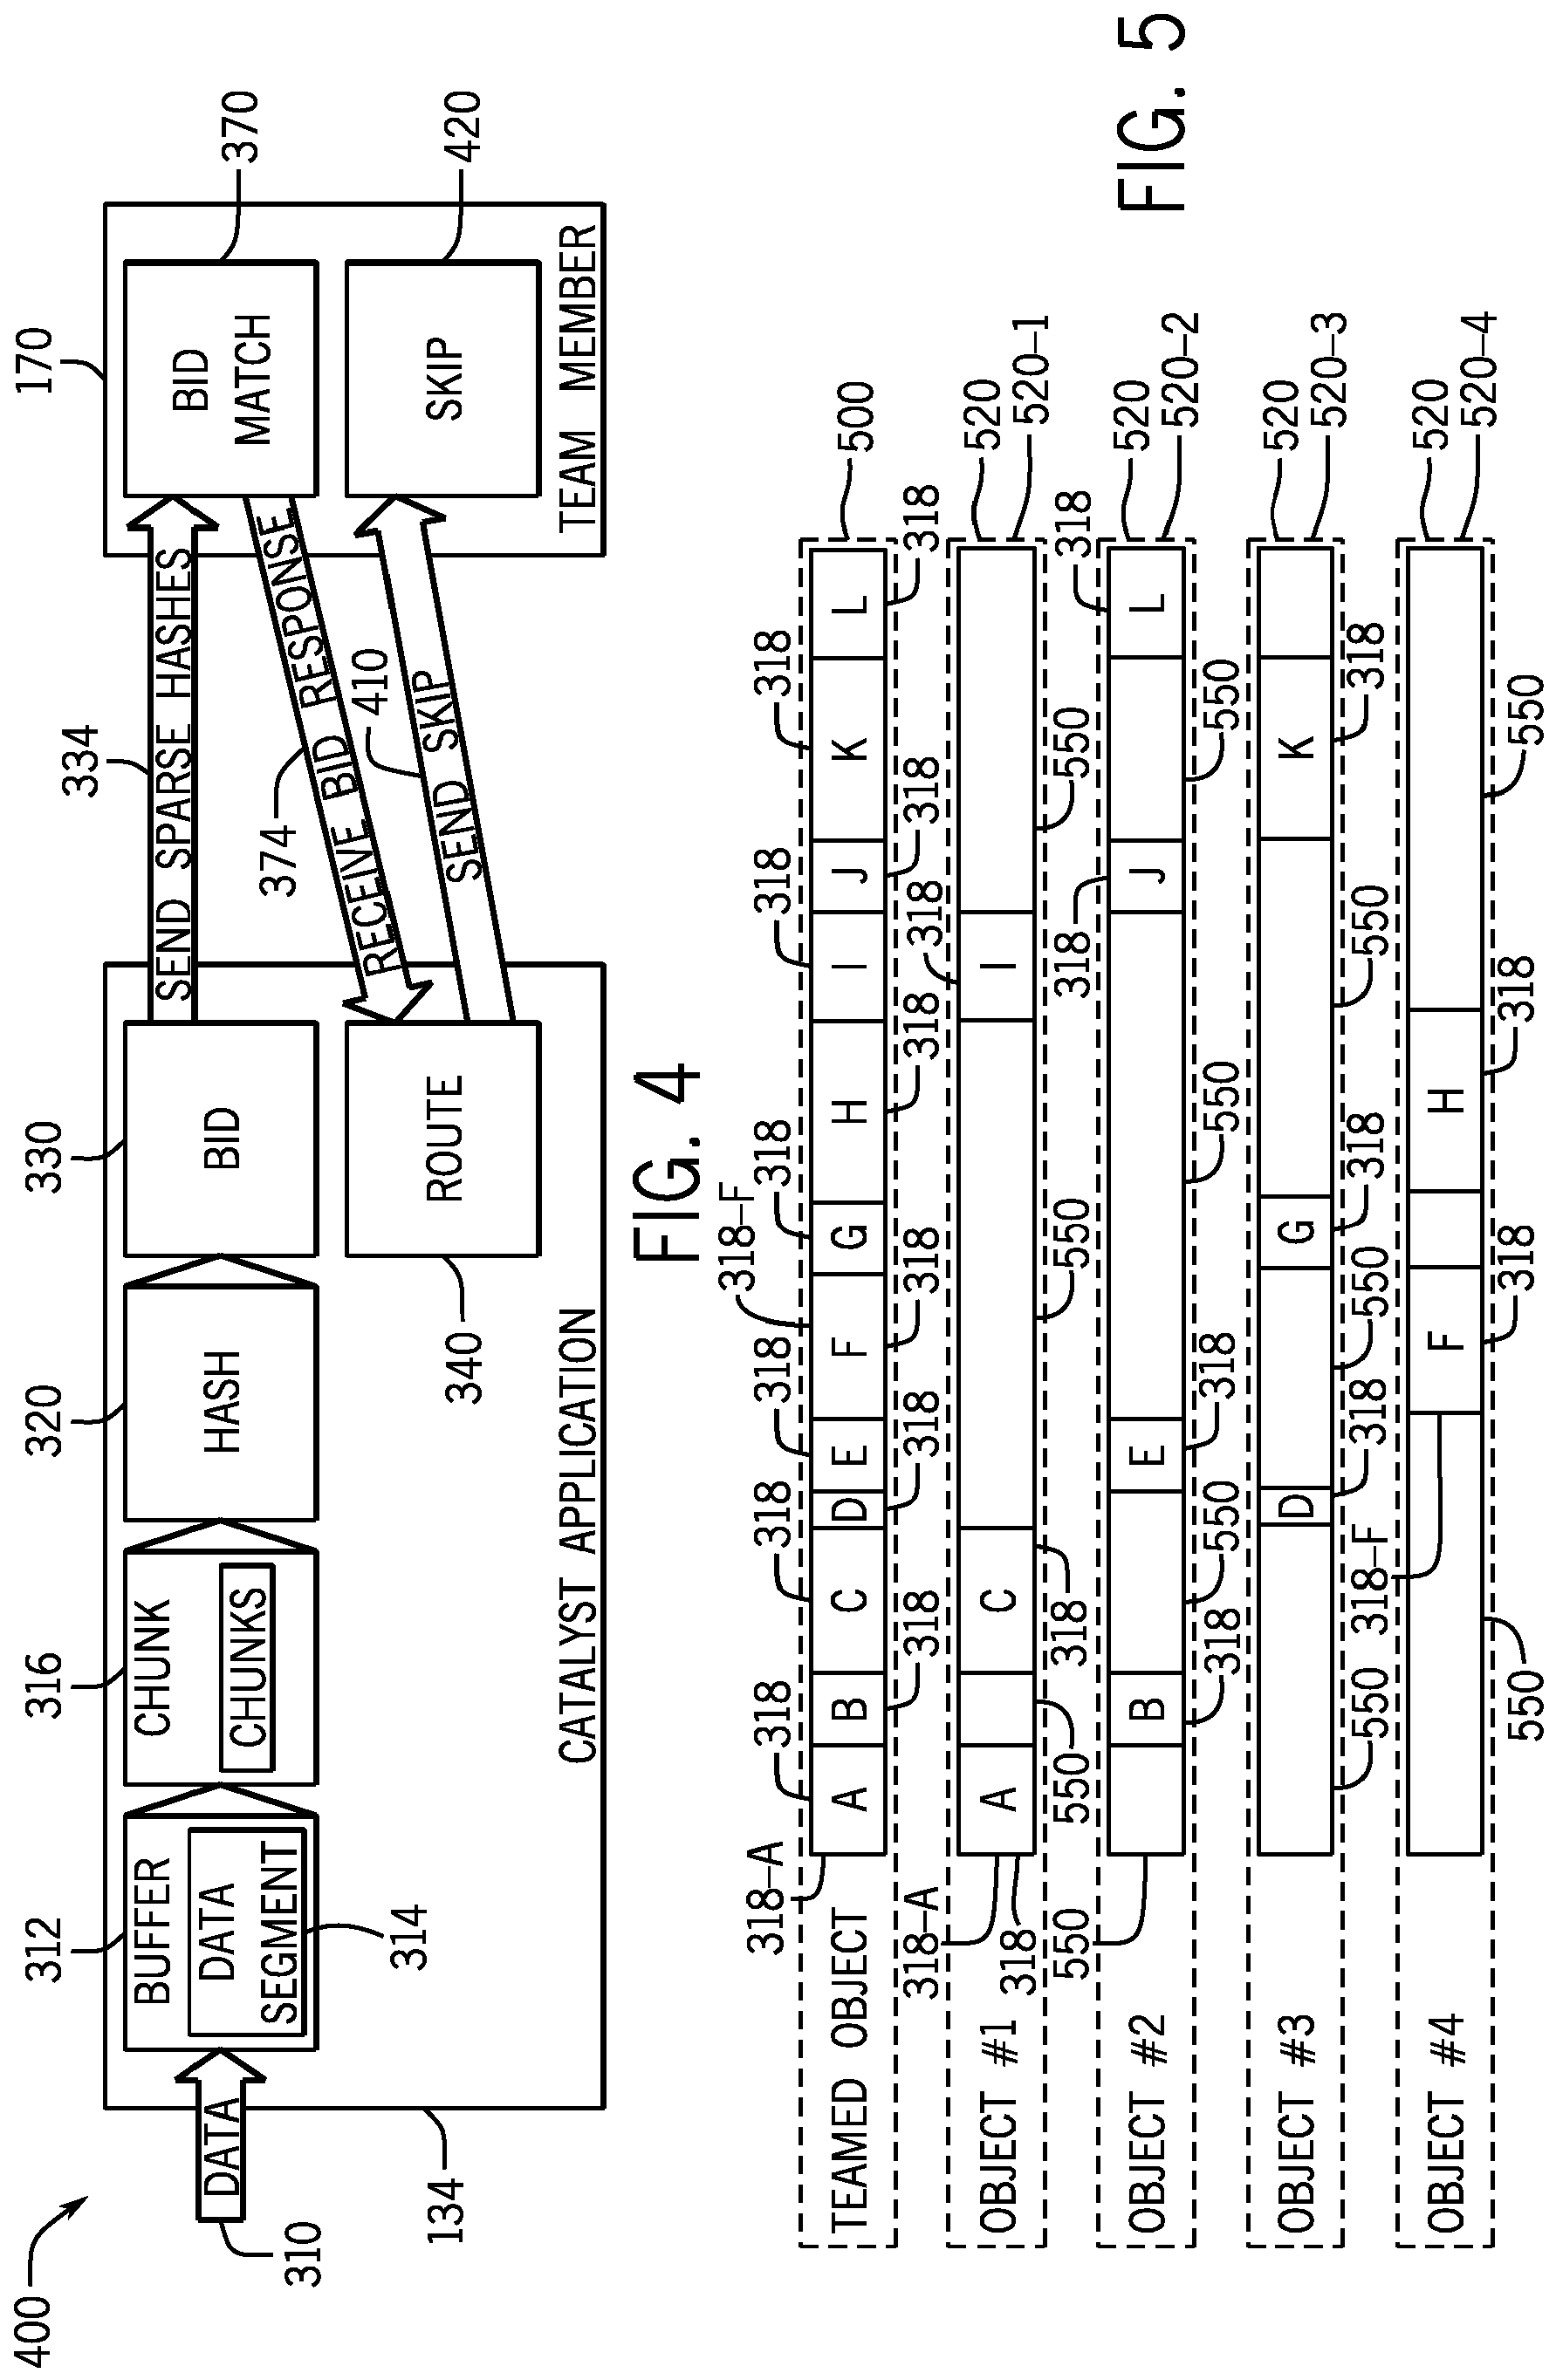 400
310
DATA
134
312
BUFFER
DATA
SEGMENT
314
316
CHUNK
CHUNKS
320
HASH
330
BID
340
ROUTE
CATALYST APPLICATION
334
SEND SPARSE HASHES
374
RECEIVE BID RESPONSE
410
SEND SKIP
170
BID
MATCH
370
SKIP
420
TEAM MEMBER
FIG. 4
318-A
318
318
318
318
318-F
318
318
318
TEAMED OBJECT
A
B
C
D
E
F
G
H
I
J
K
L
500
318
318
318
318
318
318
318-A
318
318
OBJECT #1
A
C
I
520
520-1
550
318
550
550
550
318
318
OBJECT #2
B
E
J
L
520
520-2
318
550
318
550
550
OBJECT #3
D
G
K
520
520-3
550
318
550
318
550
318
318-F
OBJECT #4
F
H
520
520-4
550
318
318
550
FIG. 5